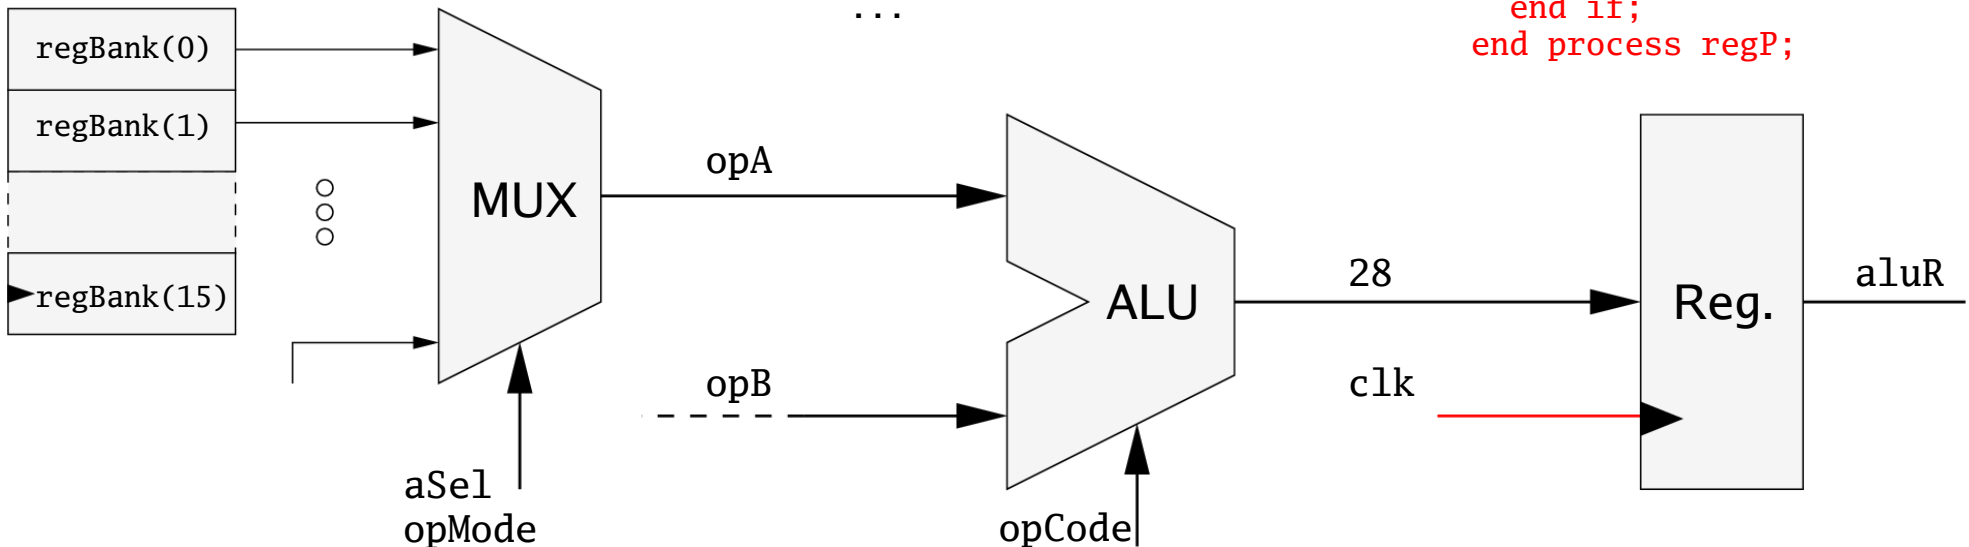 ...
end if;
end process regP;
regBank(0)
regBank(1)
regBank(15)
MUX
opA
opB
aSel
opMode
ALU
opCode
28
clk
Reg.
aluR